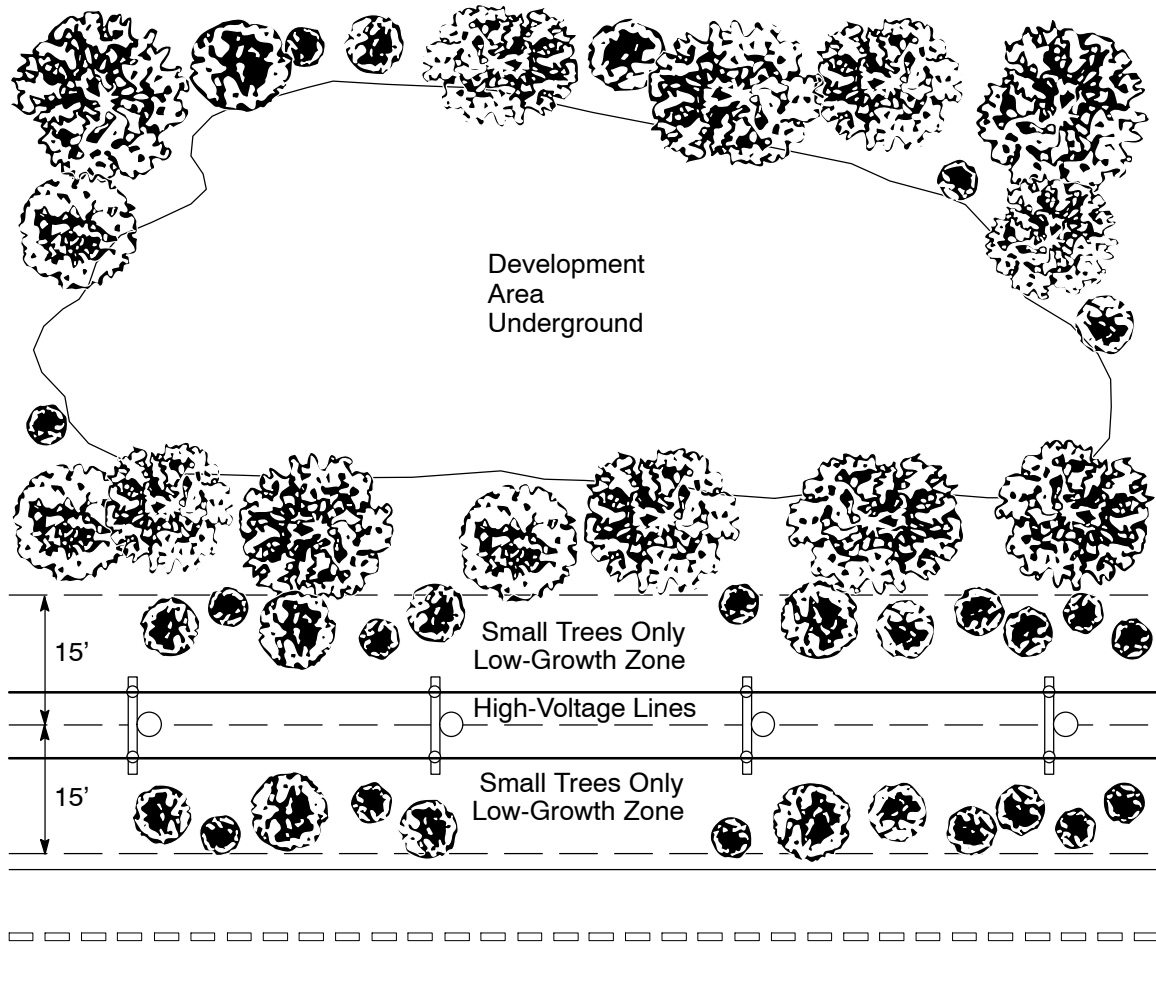 Development
Area
Underground
Small Trees Only
Low-Growth Zone
15’
High-Voltage Lines
Small Trees Only
Low-Growth Zone
15’